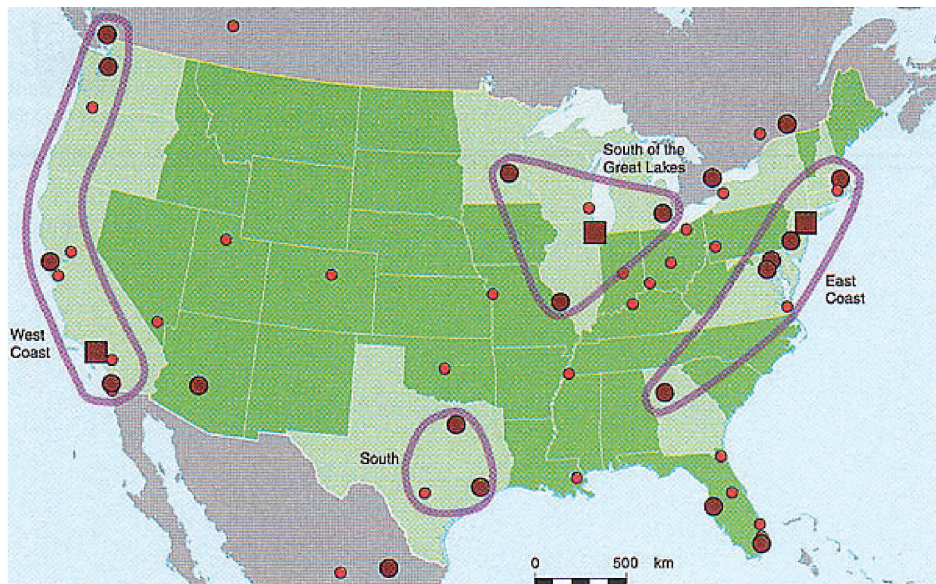 South of the
Great Lakes
East
Coast
West
Coast
South
0 500 km